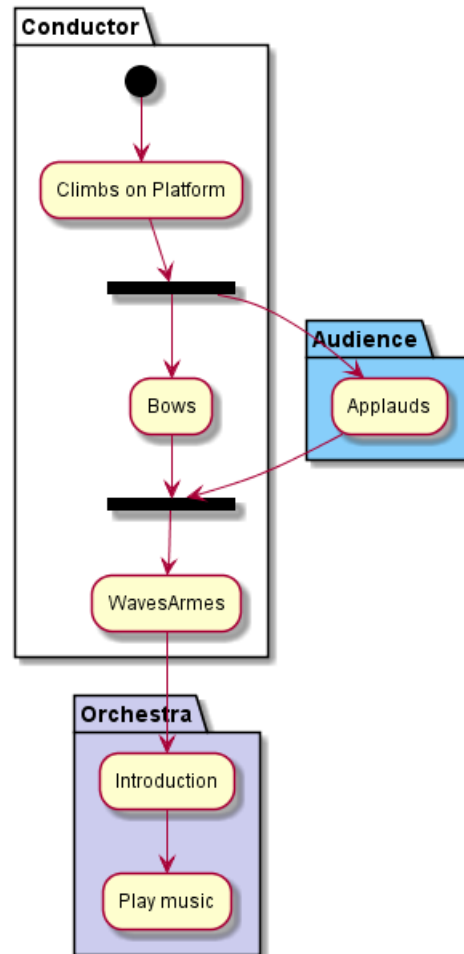 Conductor
Climbs on Platform
Audience
Bows
Applauds
WavesArmes
Orchestra
Introduction
Play music